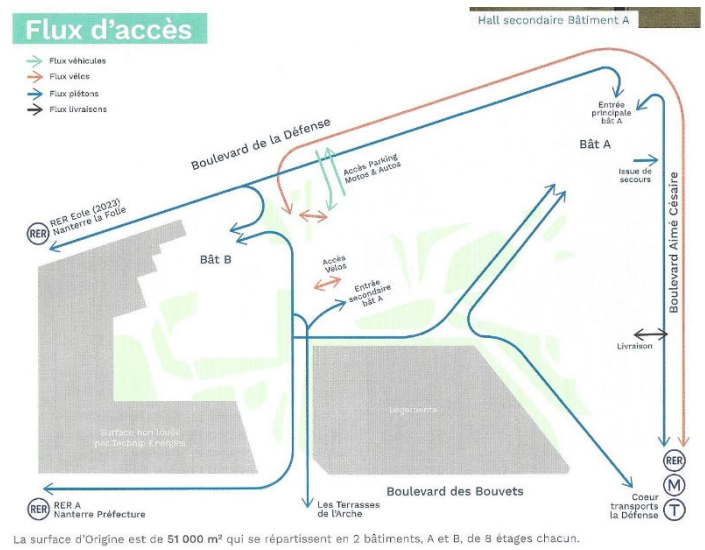 Hall secondaire Bâtiment A
Flux d'accès
Flux véhicules
Flux vélos
Flux piétons
Flux livraisons
Boulevard de la Défense
Accès Parking
Motos & Autos
Entrée
principale
bât A
Bât A
Issue de
secours
Boulevard Aimé Césaire
RER
RER Eole (2023)
Nanterre la Folie
Bât B
Accès
Vélos
Entrée
secondaire
bât A
Livraison
Surface non louée
par Technip Energies
Logements
Boulevard des Bouvets
RER
RER A
Nanterre Préfecture
Les Terrasses
de l'Arche
Coeur
transports
la Défense
RER
M
T
La surface d'Origine est de 51 000 m² qui se répartissent en 2 bâtiments, A et B, de 8 étages chacun.